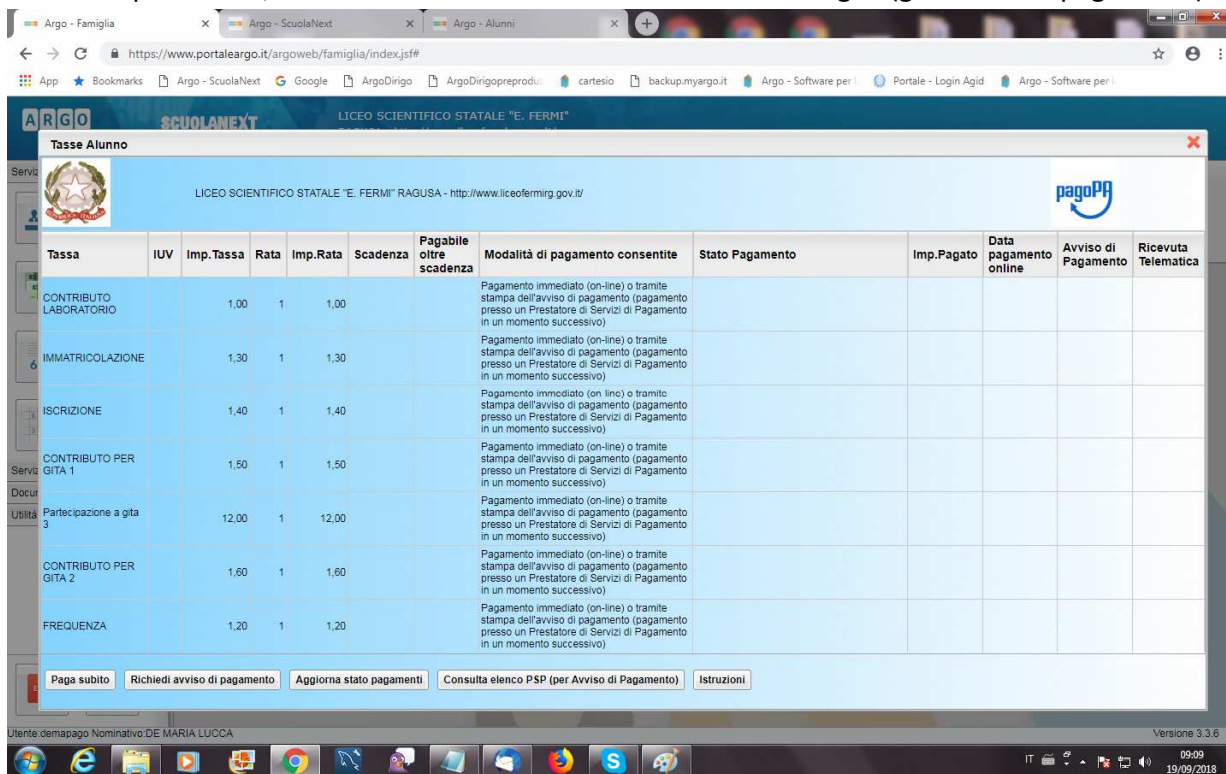 Argo - Famiglia
Argo - ScuolaNext
Argo - Alunni
https://www.portaleargo.it/argoweb/famiglia/index.jsf#
App
Bookmarks
Argo - ScuolaNext
Google
ArgoDirigo
ArgoDirigopreprodu
cartesio
backup.myargo.it
Argo - Software per
Portale - Login Agid
Argo - Software per
ARGO
SCUOLANEXT
LICEO SCIENTIFICO STATALE "E. FERMI"
Tasse Alunno
LICEO SCIENTIFICO STATALE "E. FERMI" RAGUSA - http://www.liceofermirg.gov.it/
pagoPA
Tassa IUV Imp.Tassa Rata Imp.Rata Scadenza Pagabile oltre scadenza Modalità di pagamento consentite Stato Pagamento Imp.Pagato Data pagamento online Avviso di Pagamento Ricevuta Telematica
CONTRIBUTO LABORATORIO 1,00 1 1,00 Pagamento immediato (on-line) o tramite
stampa dell'avviso di pagamento (pagamento
presso un Prestatore di Servizi di Pagamento
in un momento successivo)
IMMATRICOLAZIONE 1,30 1 1,30 Pagamento immediato (on-line) o tramite
stampa dell'avviso di pagamento (pagamento
presso un Prestatore di Servizi di Pagamento
in un momento successivo)
ISCRIZIONE 1,40 1 1,40 Pagamento immediato (on-line) o tramite
stampa dell'avviso di pagamento (pagamento
presso un Prestatore di Servizi di Pagamento
in un momento successivo)
CONTRIBUTO PER GITA 1 1,50 1 1,50 Pagamento immediato (on-line) o tramite
stampa dell'avviso di pagamento (pagamento
presso un Prestatore di Servizi di Pagamento
in un momento successivo)
Partecipazione a gita 3 12,00 1 12,00 Pagamento immediato (on-line) o tramite
stampa dell'avviso di pagamento (pagamento
presso un Prestatore di Servizi di Pagamento
in un momento successivo)
CONTRIBUTO PER GITA 2 1,60 1 1,60 Pagamento immediato (on-line) o tramite
stampa dell'avviso di pagamento (pagamento
presso un Prestatore di Servizi di Pagamento
in un momento successivo)
FREQUENZA 1,20 1 1,20 Pagamento immediato (on-line) o tramite
stampa dell'avviso di pagamento (pagamento
presso un Prestatore di Servizi di Pagamento
in un momento successivo)
Paga subito
Richiedi avviso di pagamento
Aggiorna stato pagamenti
Consulta elenco PSP (per Avviso di Pagamento)
Istruzioni
Utente:demapago Nominativo:DE MARIA LUCCA
Versione 3.3.6
IT
09:09
19/09/2018